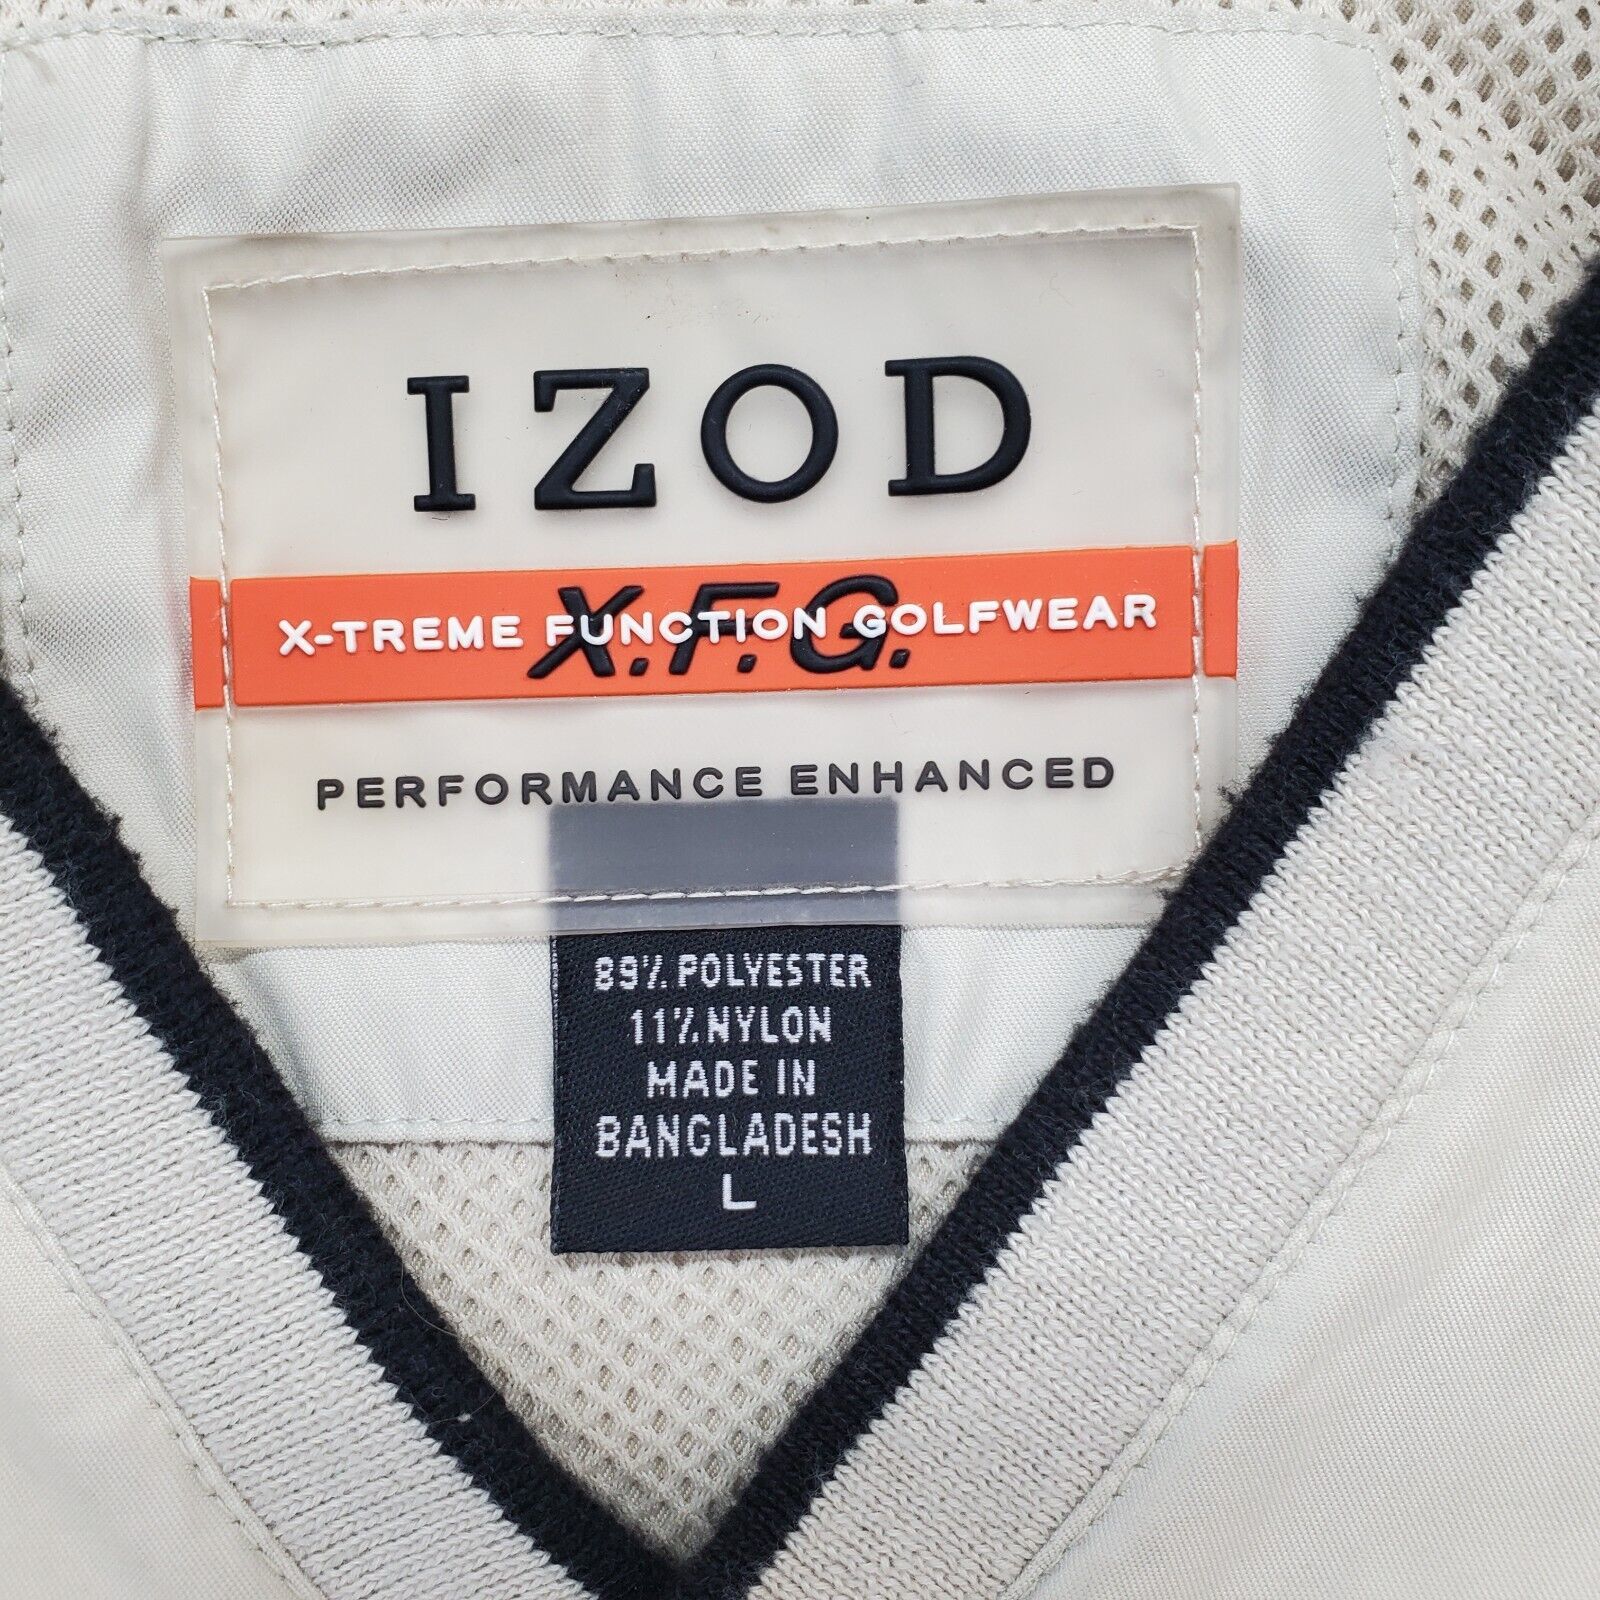 IZOD
X.F.G.
X-TREME FUNCTION GOLFWEAR
PERFORMANCE ENHANCED
89% POLYESTER
11% NYLON
MADE IN
BANGLADESH
L